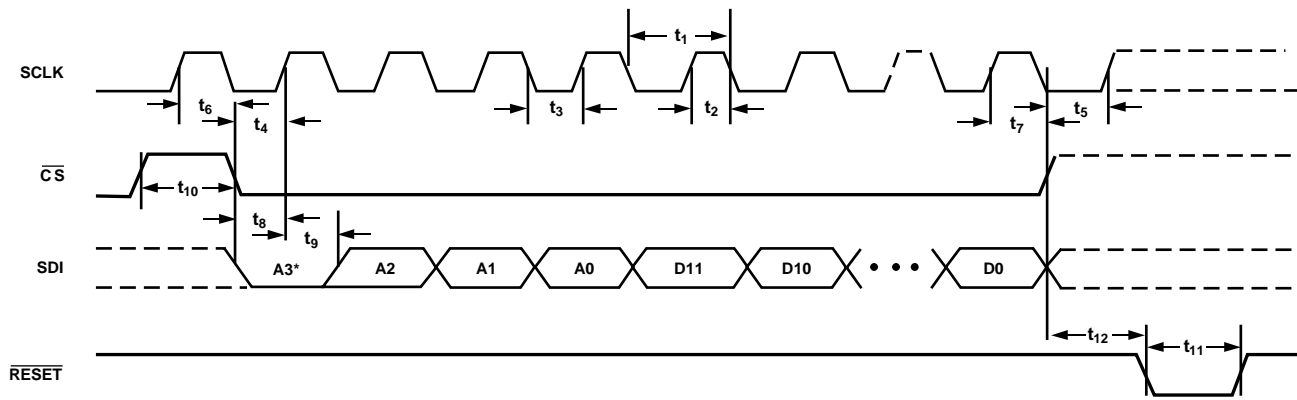 t1
SCLK
t6 t3 t2 t7 t5
t4
CS
t10
t8
t9
SDI A3* A2 A1 A0 D11 D10 • • • D0
t12 t11
RESET